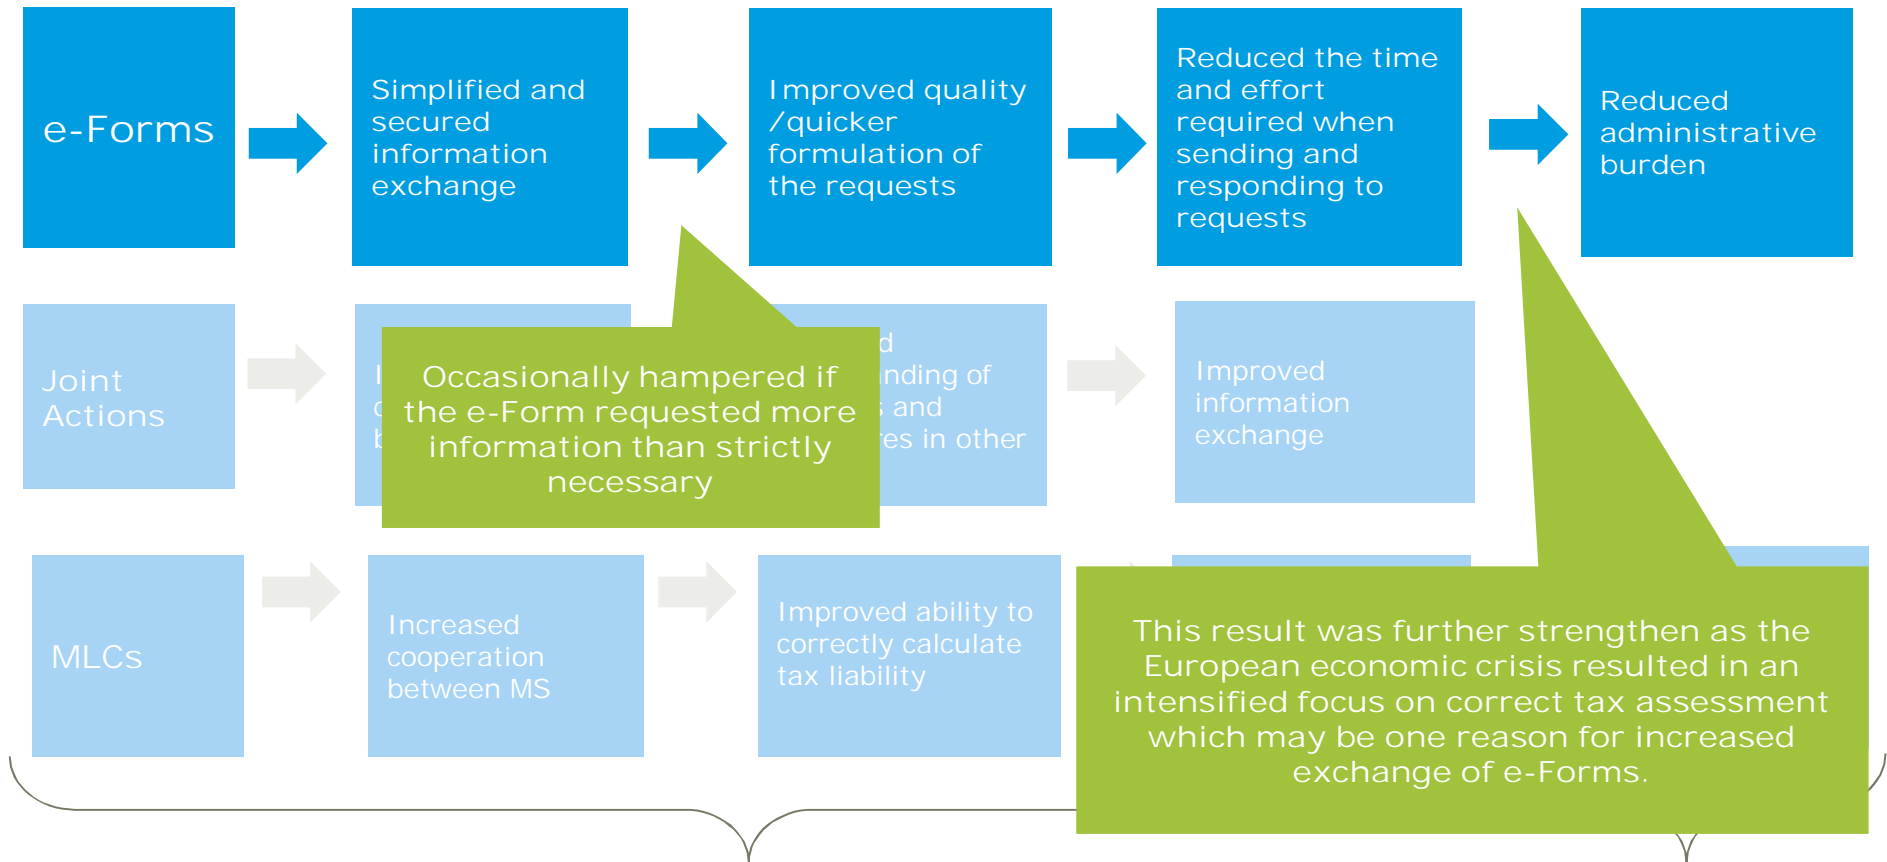 e-Forms
Simplified and
secured
information
exchange
Improved quality
/quicker
formulation of
the requests
Reduced the time
and effort
required when
sending and
responding to
requests
Reduced
administrative
burden
Joint
Actions
Occasionally hampered if
the e-Form requested more
information than strictly
necessary
and
in other
Improved
information
exchange
MLCs
Increased
cooperation
between MS
Improved ability to
correctly calculate
tax liability
This result was further strengthen as the
European economic crisis resulted in an
intensified focus on correct tax assessment
which may be one reason for increased
exchange of e-Forms.